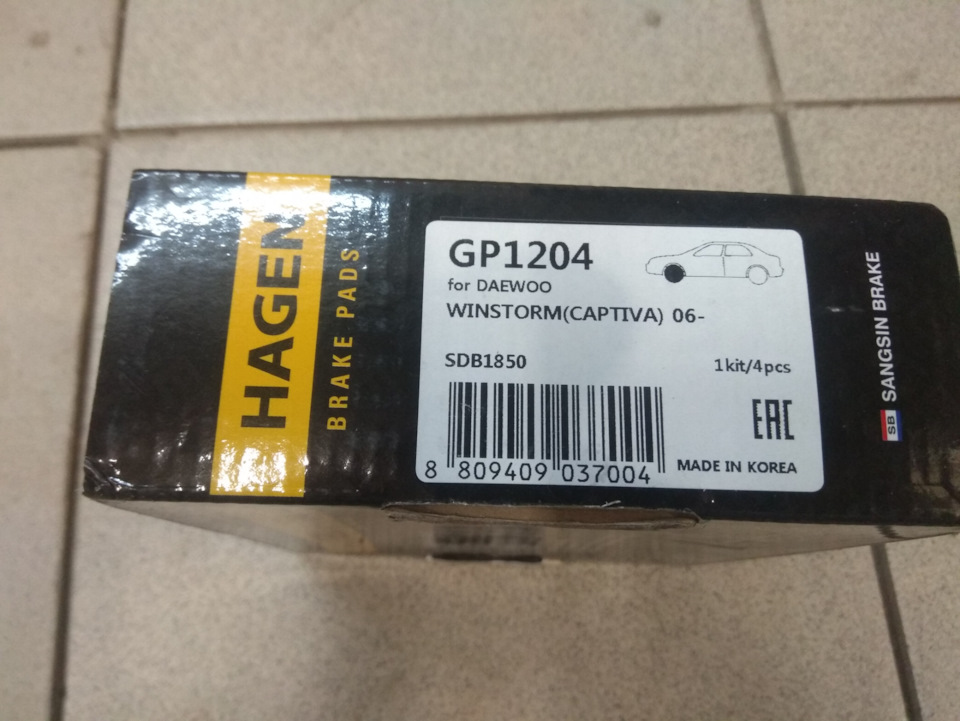 HAGEN
BRAKE PADS
GP1204
for DAEWOO
WINSTORM(CAPTIVA) 06-
SDB1850
1kit/4pcs
EAC
8 809409 037004
MADE IN KOREA
SB SANGSIN BRAKE